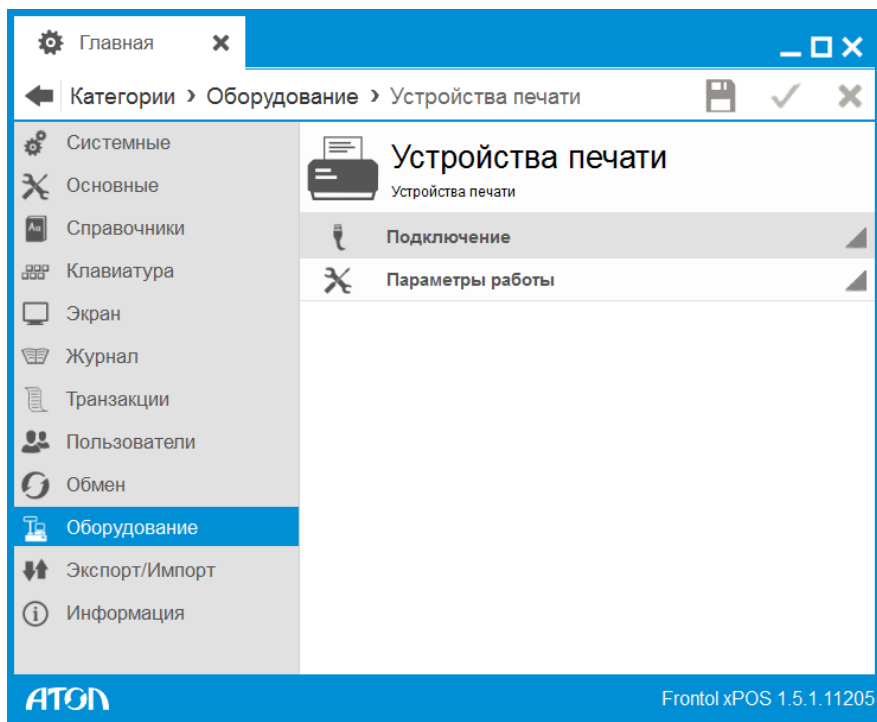 Главная
Категории › Оборудование › Устройства печати
Системные
Основные
Справочники
Клавиатура
Экран
Журнал
Транзакции
Пользователи
Обмен
Оборудование
Экспорт/Импорт
Информация
Устройства печати
Устройства печати
Подключение
Параметры работы
ATOL
Frontol xPOS 1.5.1.11205